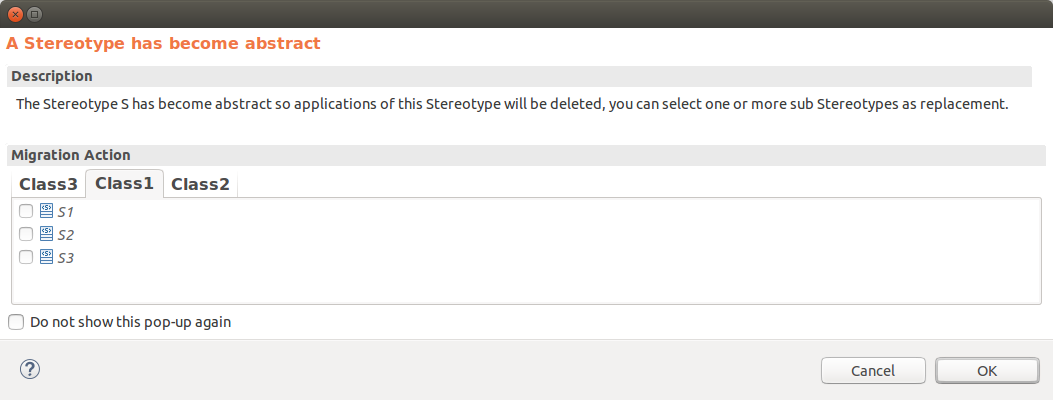 A Stereotype has become abstract
Description
The Stereotype S has become abstract so applications of this Stereotype will be deleted, you can select one or more sub Stereotypes as replacement.
Migration Action
Class3 Class1 Class2
S1
S2
S3
Do not show this pop-up again
? Cancel OK